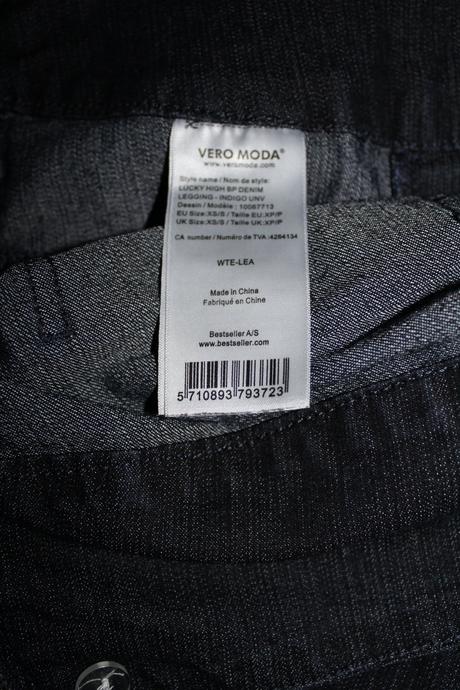 VERO MODA®
www.veromoda.com
Style name / Nom de style:
LUCKY HIGH BP DENIM
LEGGING - INDIGO UNV
Dessin / Modèle : 10067713
EU Size:XS/S / Taille EU:XP/P
UK Size:XS/S / Taille UK:XP/P
CA number / Numéro de TVA :4284134
WTE-LEA
Made in China
Fabriqué en Chine
Bestseller A/S
www.bestseller.com
5 710893 793723